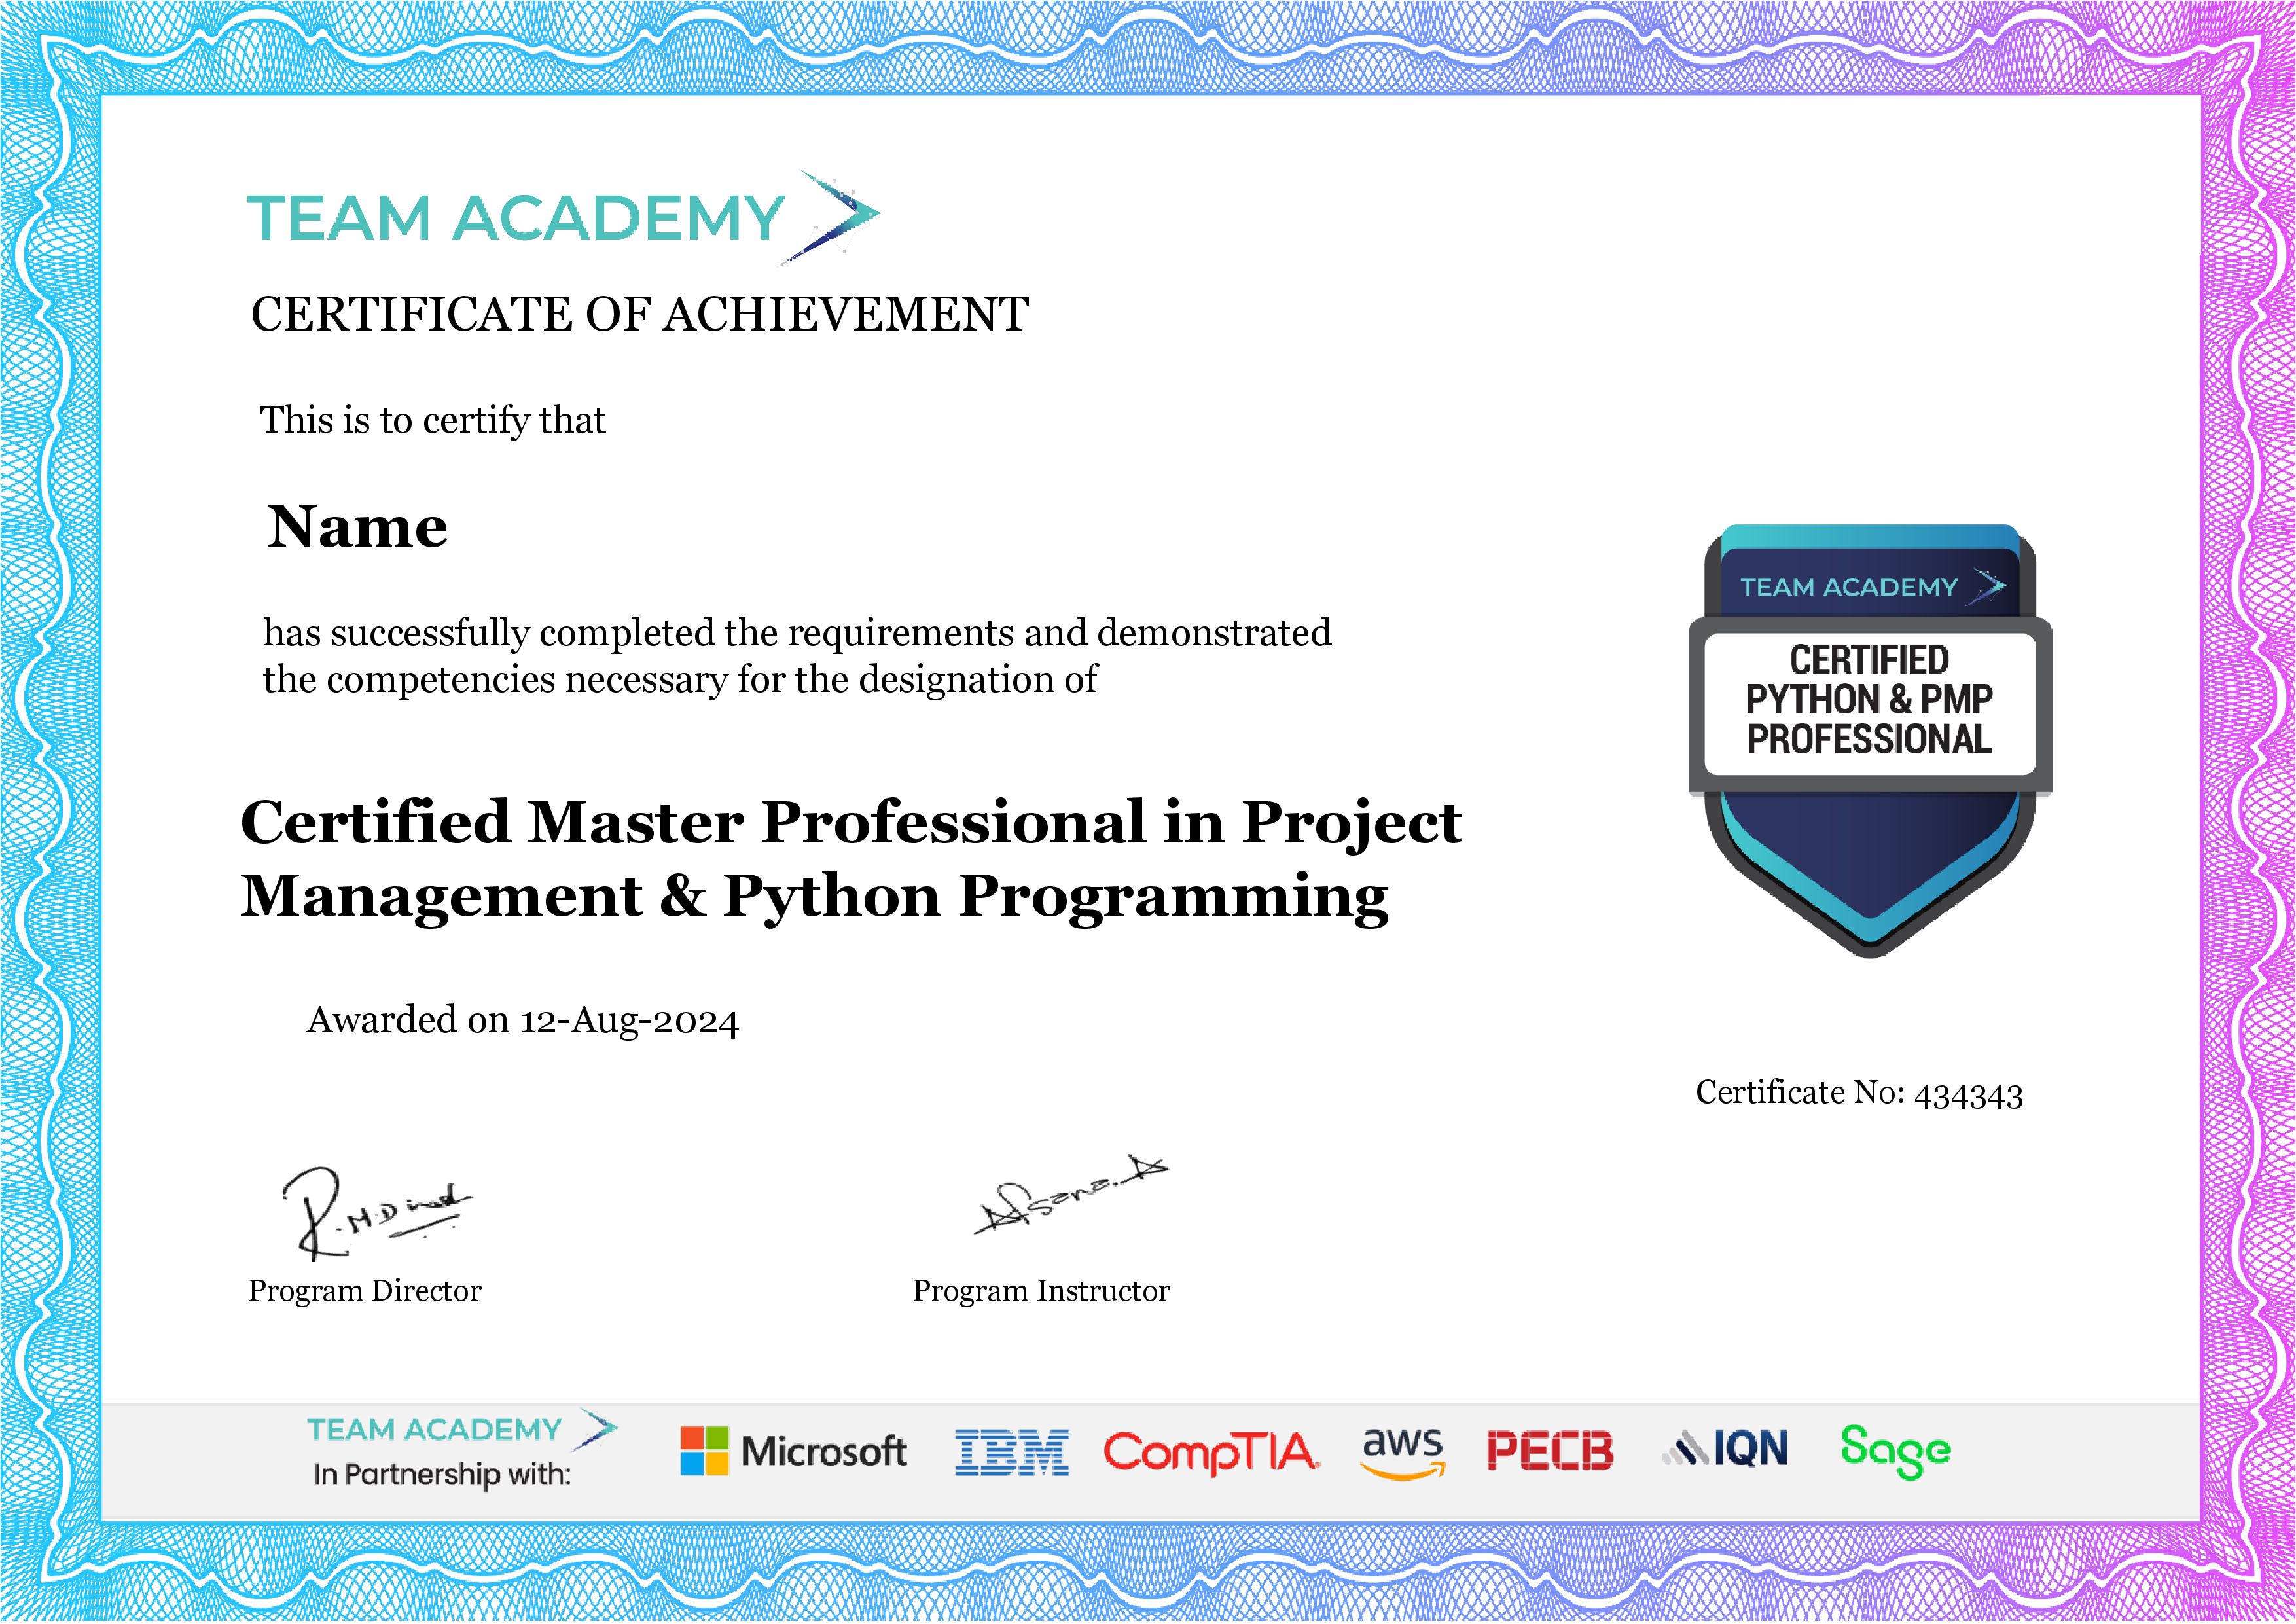 TEAM ACADEMY
CERTIFICATE OF ACHIEVEMENT
This is to certify that
Name
has successfully completed the requirements and demonstrated
the competencies necessary for the designation of
TEAM ACADEMY
CERTIFIED
PYTHON & PMP
PROFESSIONAL
Certified Master Professional in Project
Management & Python Programming
Awarded on 12-Aug-2024
Certificate No: 434343
Program Director
Program Instructor
TEAM ACADEMY
In Partnership with:
Microsoft
IBM
CompTIA
aws
PECB
IQN
Sage